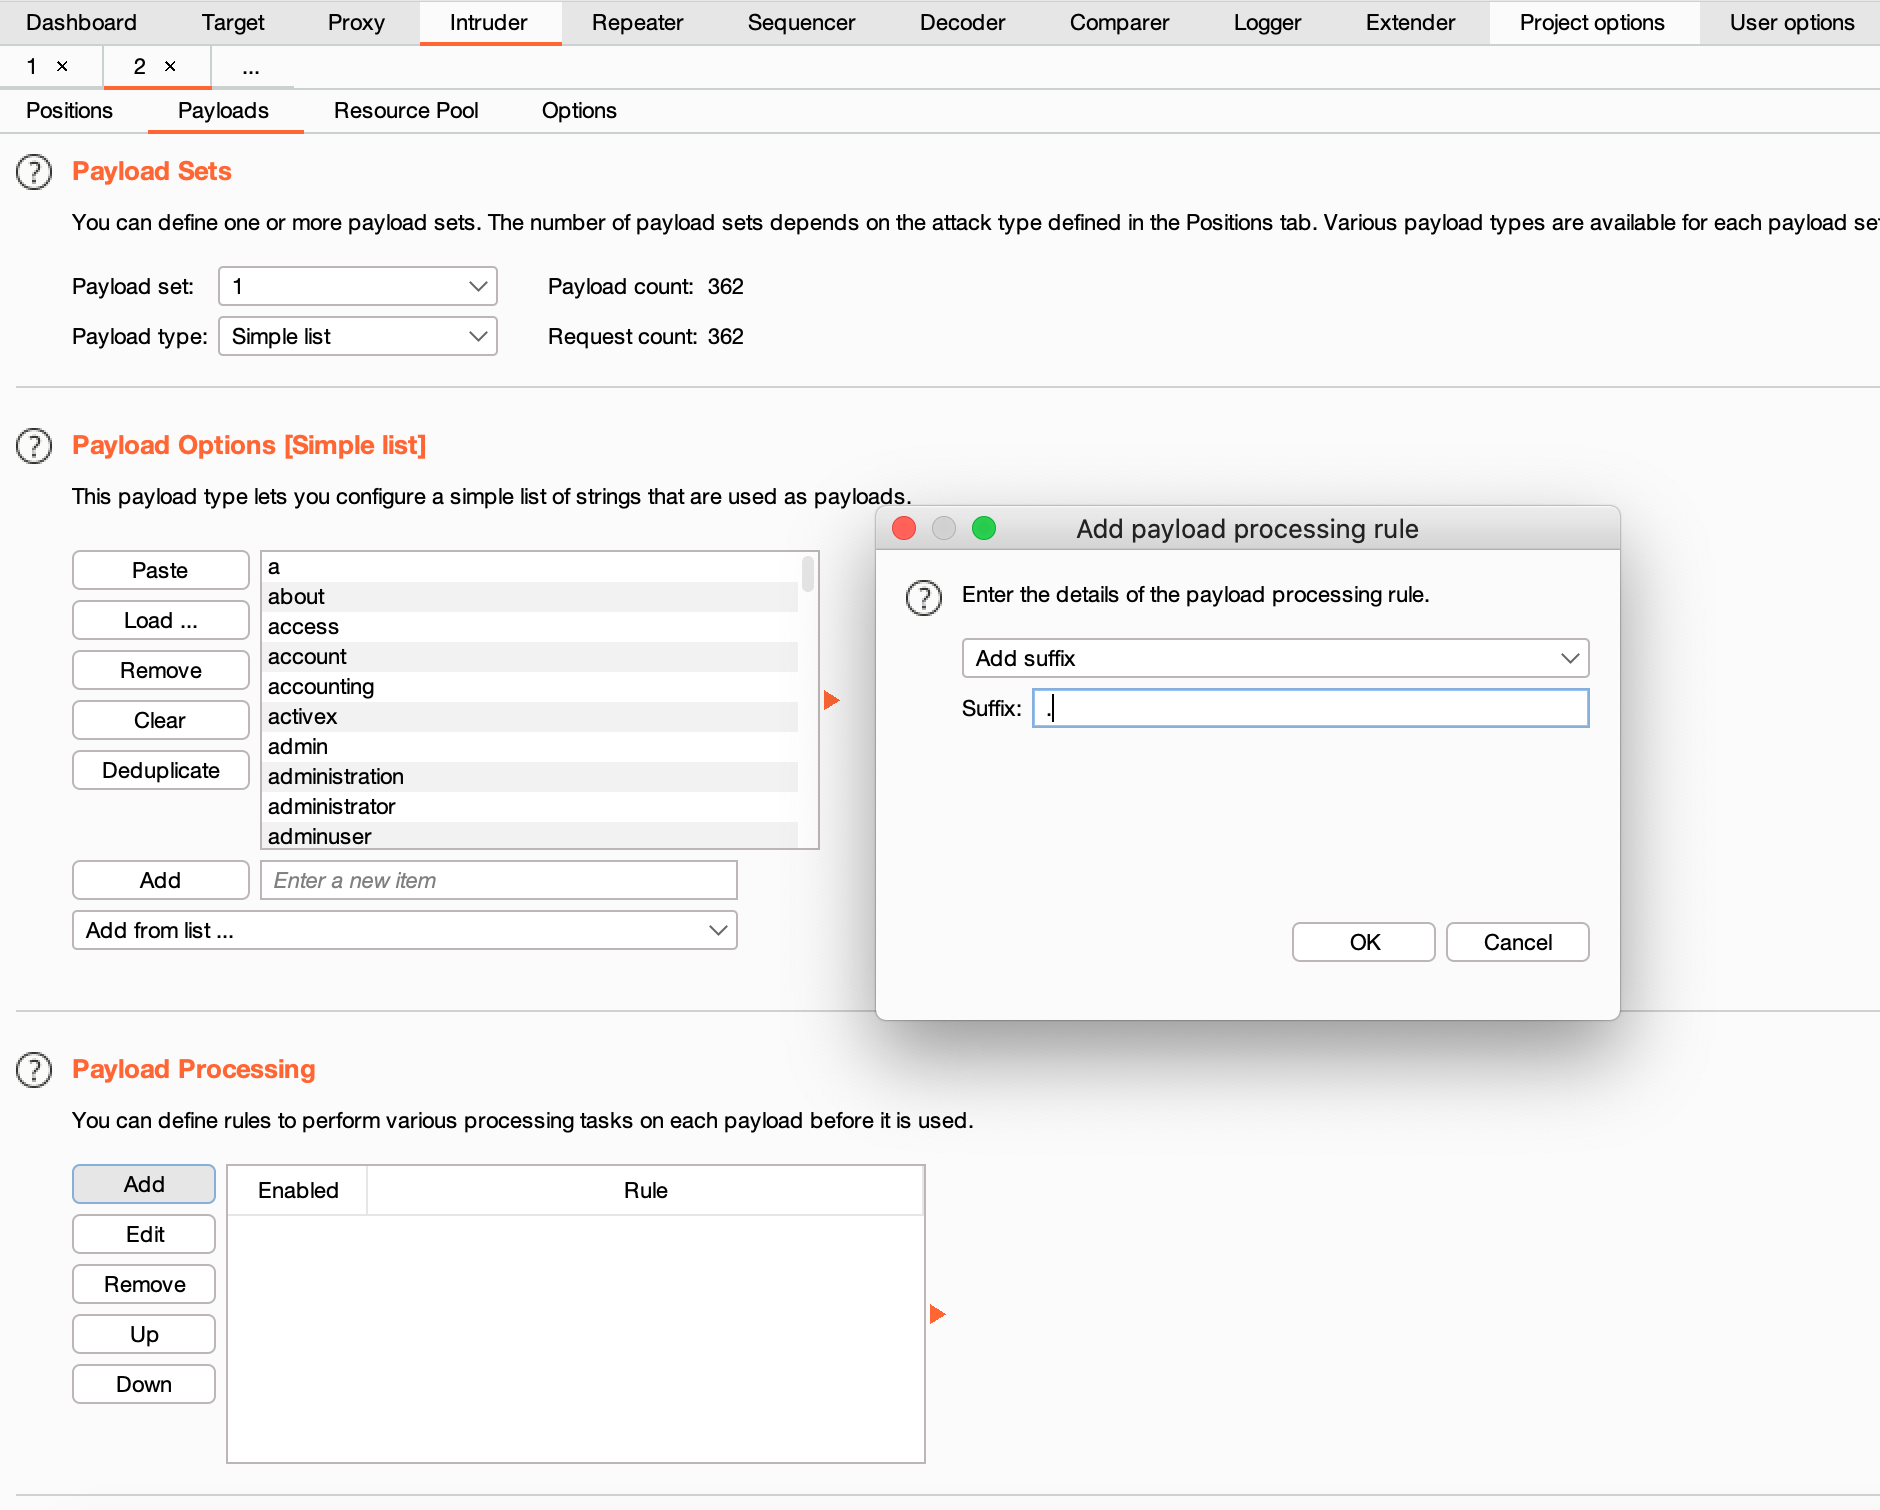 Dashboard Target Proxy Intruder Repeater Sequencer Decoder Comparer Logger Extender Project options User options
1 × 2 × ...
Positions Payloads Resource Pool Options
? Payload Sets
You can define one or more payload sets. The number of payload sets depends on the attack type defined in the Positions tab. Various payload types are available for each payload se
Payload set: 1 Payload count: 362
Payload type: Simple list Request count: 362
? Payload Options [Simple list]
This payload type lets you configure a simple list of strings that are used as payloads.
Paste
Load ...
Remove
Clear
Deduplicate
a
about
access
account
accounting
activex
admin
administration
administrator
adminuser
Add Enter a new item
Add from list ...
Add payload processing rule
? Enter the details of the payload processing rule.
Add suffix
Suffix: .
OK Cancel
? Payload Processing
You can define rules to perform various processing tasks on each payload before it is used.
Add
Edit
Remove
Up
Down
Enabled Rule